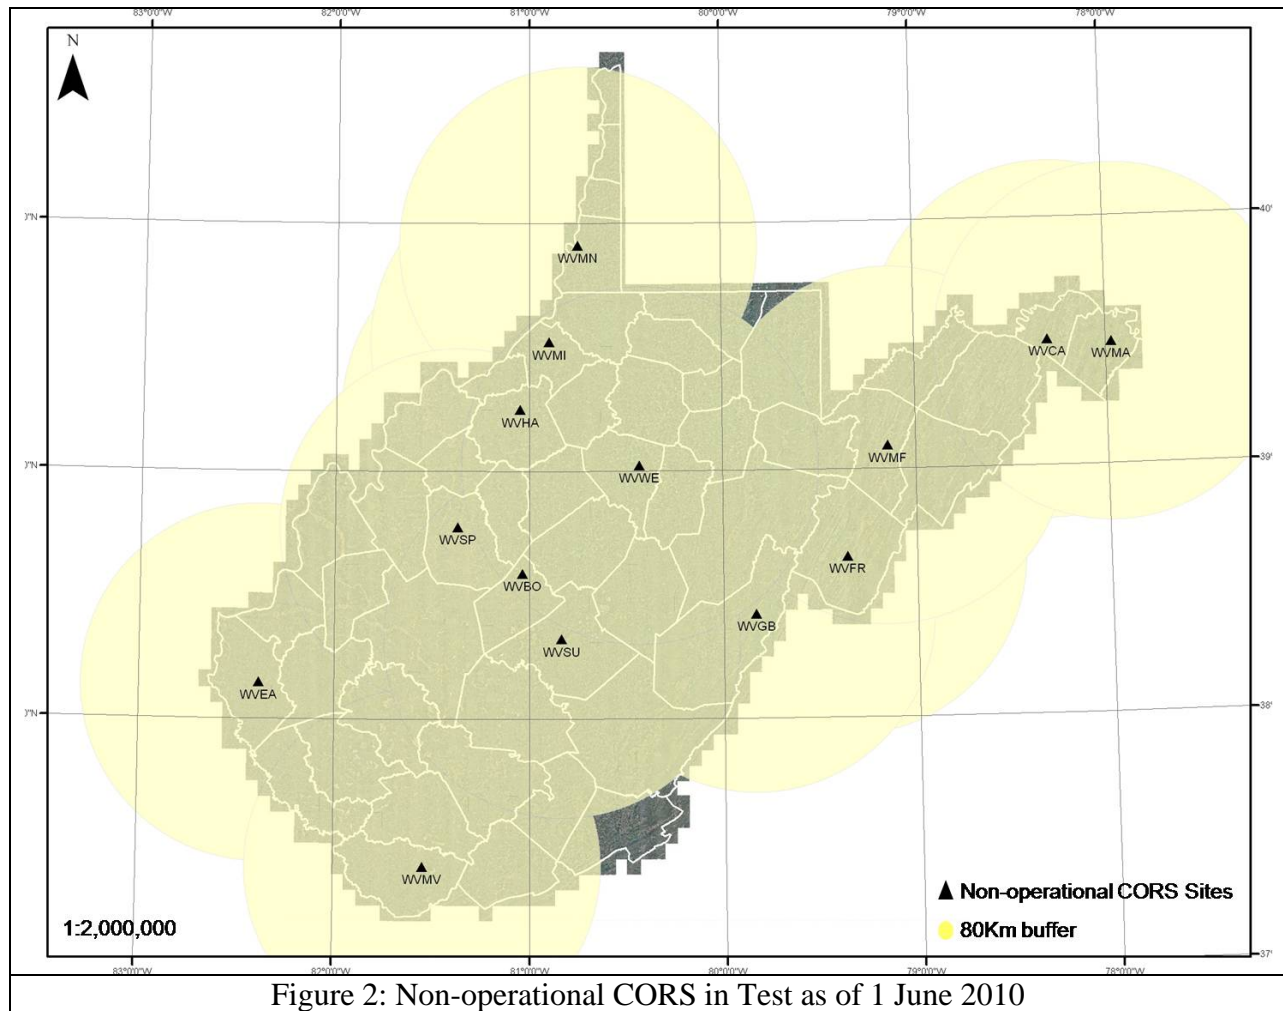 83°0'0"W 82°0'0"W 81°0'0"W 80°0'0"W 79°0'0"W 78°0'0"W
N
)"N 40°
WVMN
WVMI
WVCA
WVMA
WVHA
WVMF
)"N 39°
WVWE
WVSP
WVFR
WVBO
WVGB
WVSU
WVEA
)"N 38°
WVMV
Non-operational CORS Sites
1:2,000,000
80Km buffer
37°
83°0'0"W 82°0'0"W 81°0'0"W 80°0'0"W 79°0'0"W 78°0'0"W
Figure 2: Non-operational CORS in Test as of 1 June 2010